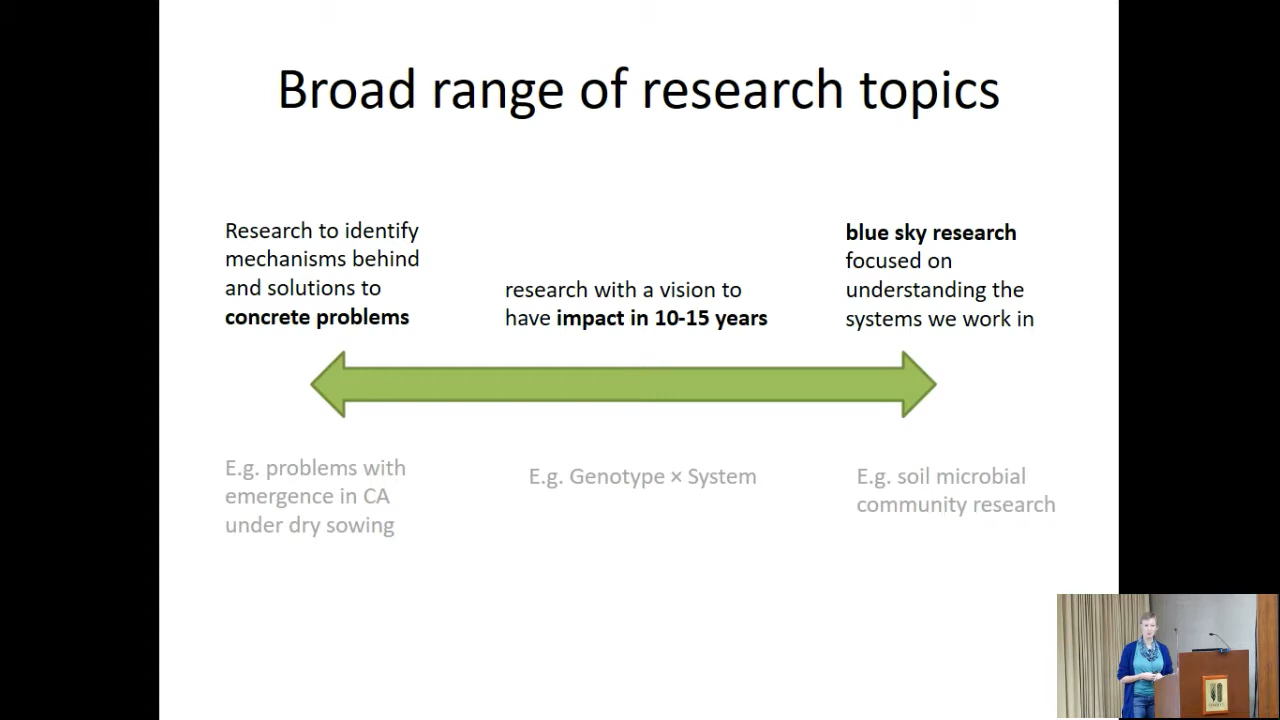 Broad range of research topics
Research to identify
mechanisms behind
and solutions to
concrete problems
research with a vision to
have impact in 10-15 years
blue sky research
focused on
understanding the
systems we work in
E.g. problems with
emergence in CA
under dry sowing
E.g. Genotype × System
E.g. soil microbial
community research